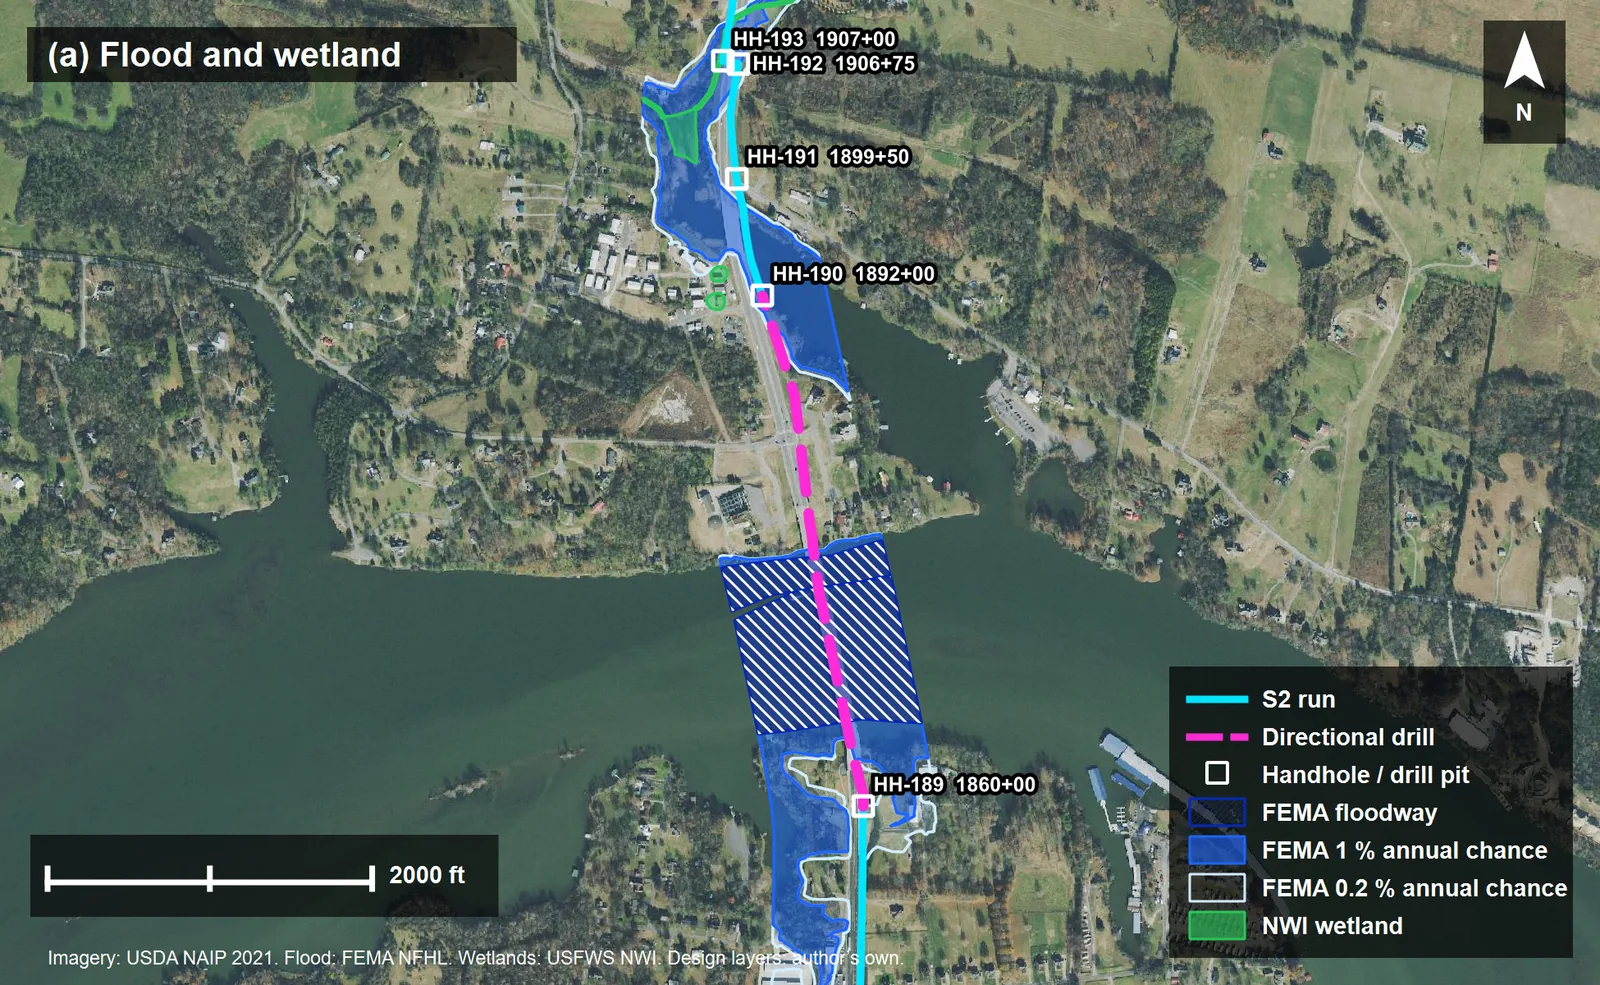 (a) Flood and wetland
HH-193 1907+00
HH-192 1906+75
N
HH-191 1899+50
HH-190 1892+00
HH-189 1860+00
S2 run
Directional drill
Handhole / drill pit
FEMA floodway
FEMA 1 % annual chance
FEMA 0.2 % annual chance
NWI wetland
2000 ft
Imagery: USDA NAIP 2021. Flood: FEMA NFHL. Wetlands: USFWS NWI. Design layers: author's own.